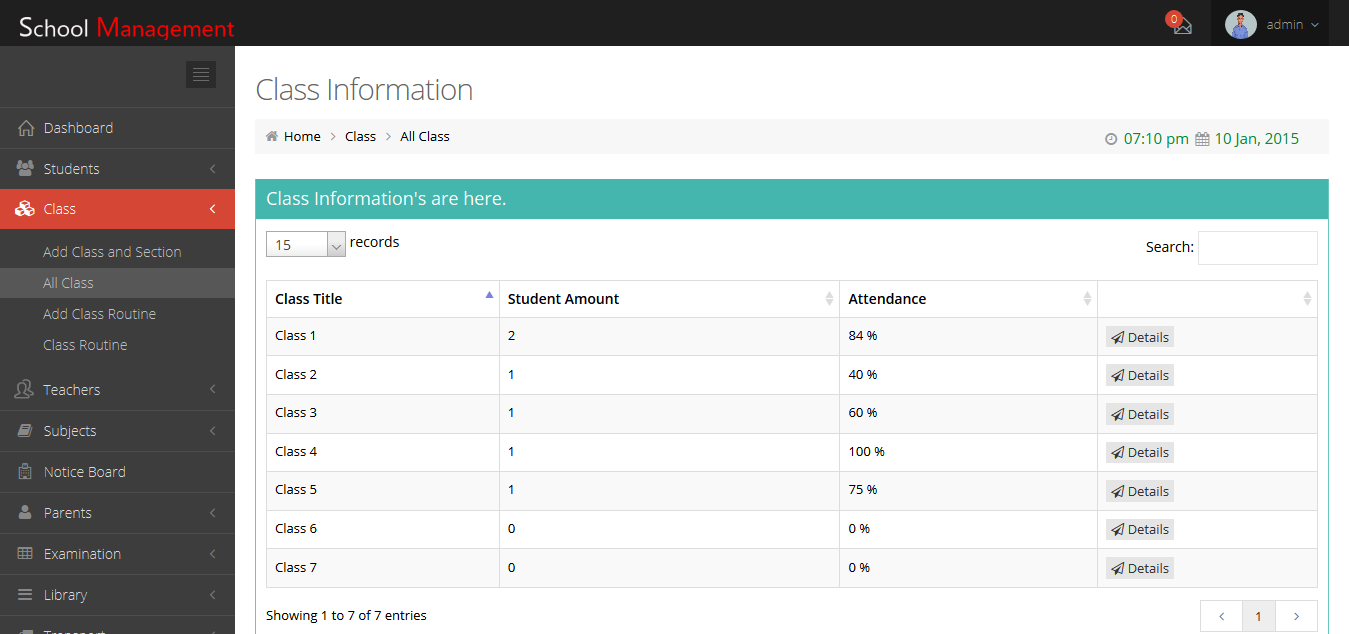 School Management
0
admin
Class Information
Dashboard
Home > Class > All Class
07:10 pm 10 Jan, 2015
Students
Class
Add Class and Section
All Class
Add Class Routine
Class Routine
Teachers
Subjects
Notice Board
Parents
Examination
Library
Transport
Class Information's are here.
15 records
Search:
Class Title Student Amount Attendance
Class 1 2 84 % Details
Class 2 1 40 % Details
Class 3 1 60 % Details
Class 4 1 100 % Details
Class 5 1 75 % Details
Class 6 0 0 % Details
Class 7 0 0 % Details
Showing 1 to 7 of 7 entries
< 1 >